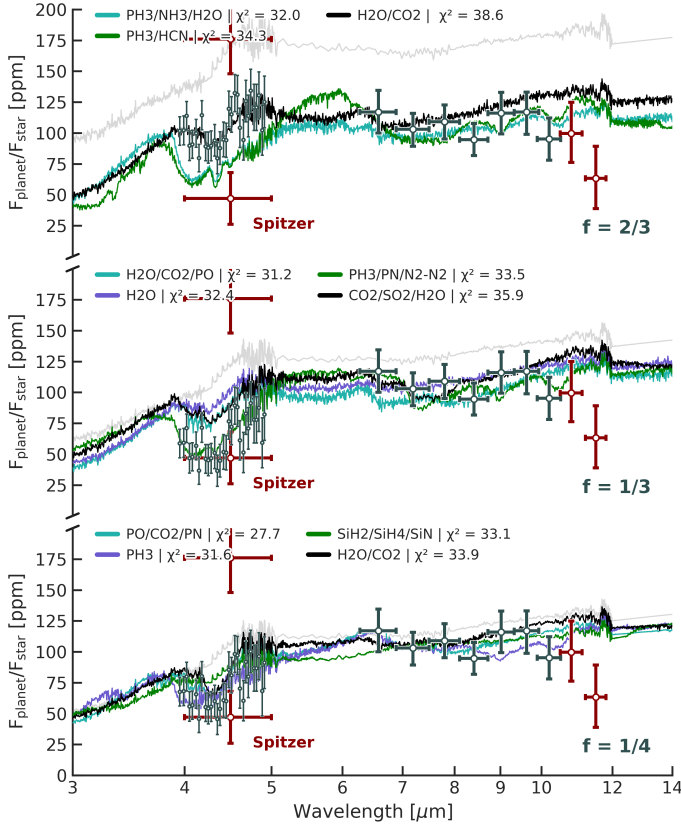 200
PH3/NH3/H2O | χ² = 32.0
H2O/CO2 | χ² = 38.6
PH3/HCN | χ² = 34.3
175
150
125
100
75
50
25
Fplanet/Fstar [ppm]
Spitzer
f = 2/3
H2O/CO2/PO | χ² = 31.2
PH3/PN/N2-N2 | χ² = 33.5
H2O | χ² = 32.4
CO2/SO2/H2O | χ² = 35.9
175
150
125
100
75
50
25
Fplanet/Fstar [ppm]
Spitzer
f = 1/3
PO/CO2/PN | χ² = 27.7
SiH2/SiH4/SiN | χ² = 33.1
PH3 | χ² = 31.6
H2O/CO2 | χ² = 33.9
175
150
125
100
75
50
25
0
Fplanet/Fstar [ppm]
Spitzer
f = 1/4
3 4 5 6 7 8 9 10 12 14
Wavelength [μm]